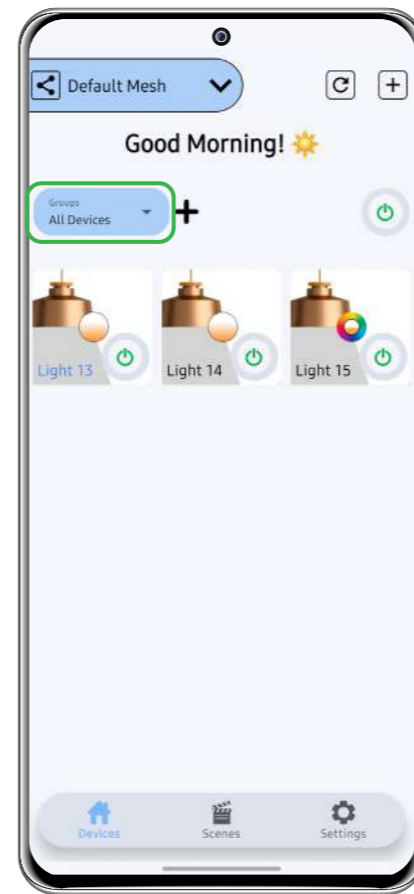 Default Mesh
Good Morning! ☀️
Groups
All Devices
Light 13
Light 14
Light 15
Devices
Scenes
Settings